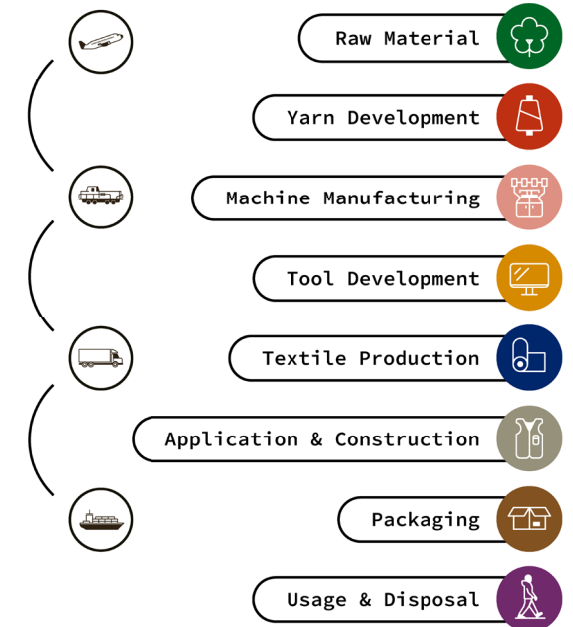 Raw Material
Yarn Development
Machine Manufacturing
Tool Development
Textile Production
Application & Construction
Packaging
Usage & Disposal